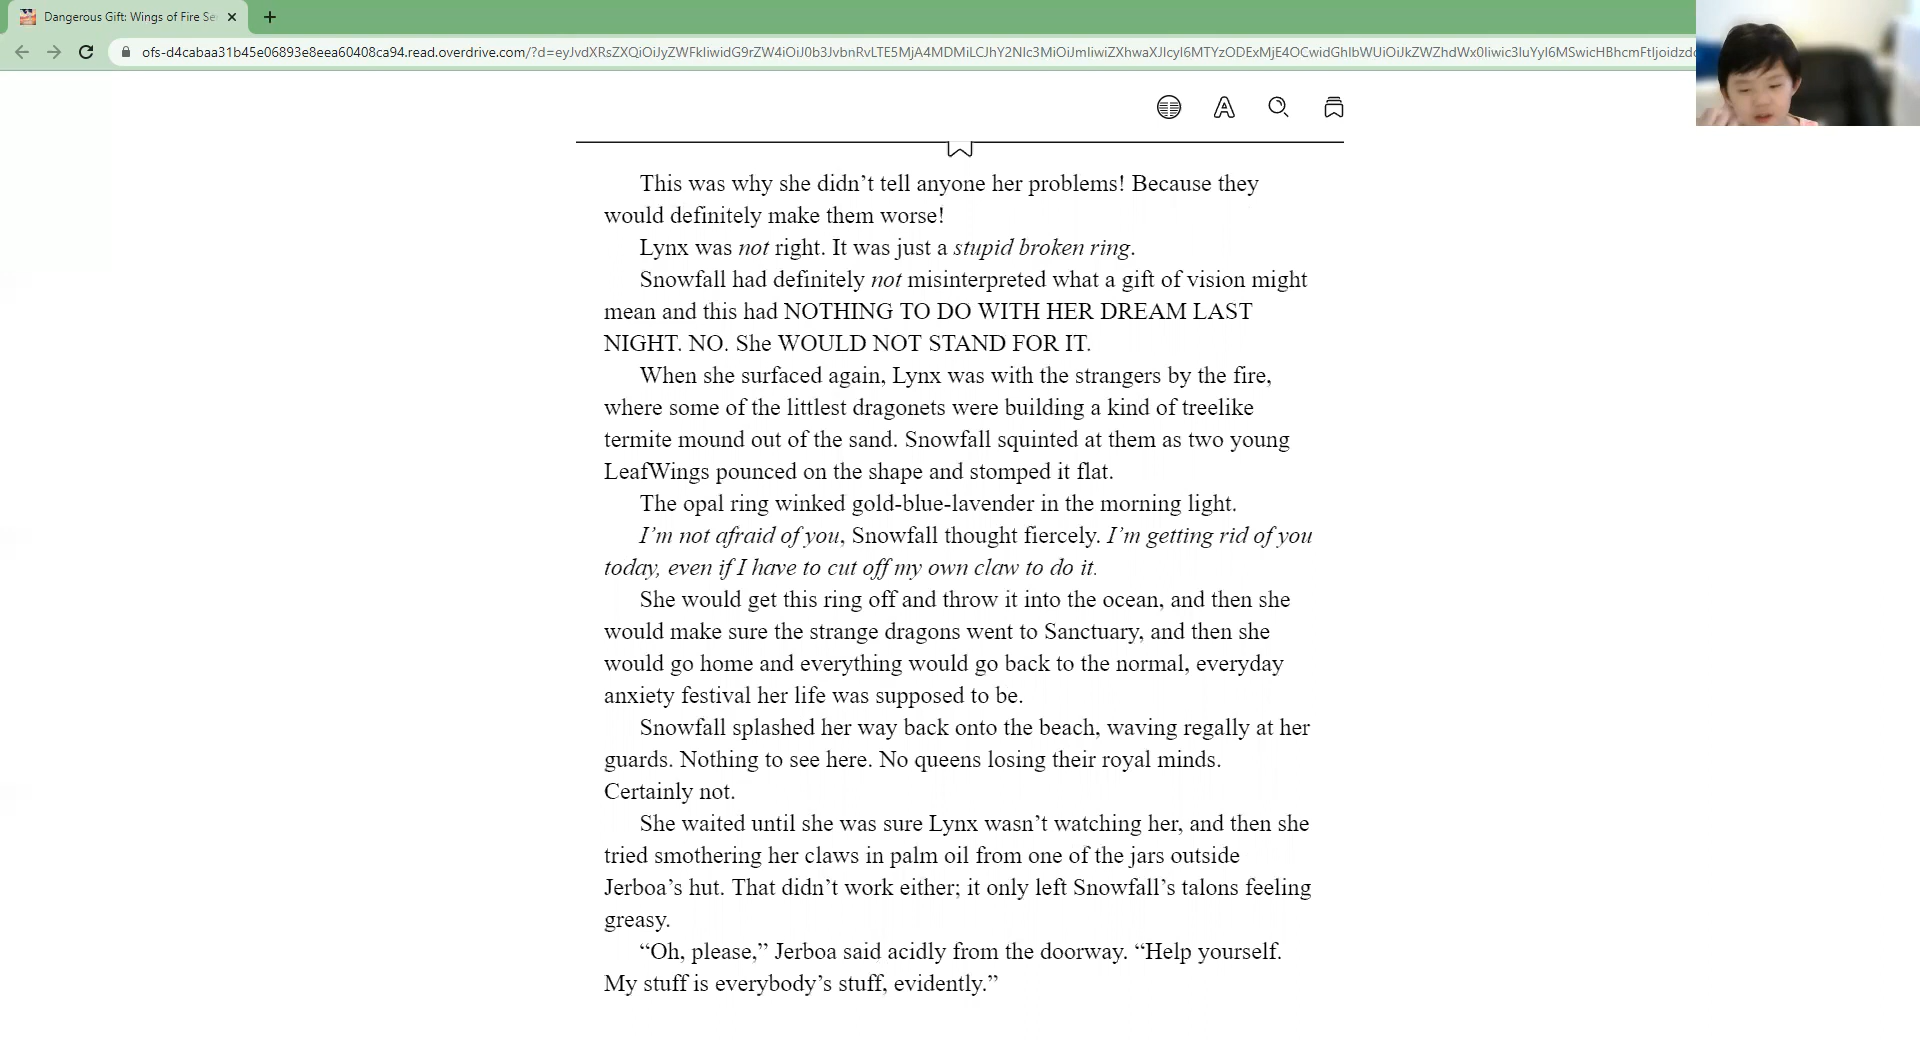 Dangerous Gift: Wings of Fire Se
ofs-d4cabaa31b45e06893e8eea60408ca94.read.overdrive.com
This was why she didn’t tell anyone her problems! Because they
would definitely make them worse!
Lynx was not right. It was just a stupid broken ring.
Snowfall had definitely not misinterpreted what a gift of vision might
mean and this had NOTHING TO DO WITH HER DREAM LAST
NIGHT. NO. She WOULD NOT STAND FOR IT.
When she surfaced again, Lynx was with the strangers by the fire,
where some of the littlest dragonets were building a kind of treelike
termite mound out of the sand. Snowfall squinted at them as two young
LeafWings pounced on the shape and stomped it flat.
The opal ring winked gold-blue-lavender in the morning light.
I’m not afraid of you, Snowfall thought fiercely. I’m getting rid of you
today, even if I have to cut off my own claw to do it.
She would get this ring off and throw it into the ocean, and then she
would make sure the strange dragons went to Sanctuary, and then she
would go home and everything would go back to the normal, everyday
anxiety festival her life was supposed to be.
Snowfall splashed her way back onto the beach, waving regally at her
guards. Nothing to see here. No queens losing their royal minds.
Certainly not.
She waited until she was sure Lynx wasn’t watching her, and then she
tried smothering her claws in palm oil from one of the jars outside
Jerboa’s hut. That didn’t work either; it only left Snowfall’s talons feeling
greasy.
“Oh, please,” Jerboa said acidly from the doorway. “Help yourself.
My stuff is everybody’s stuff, evidently.”